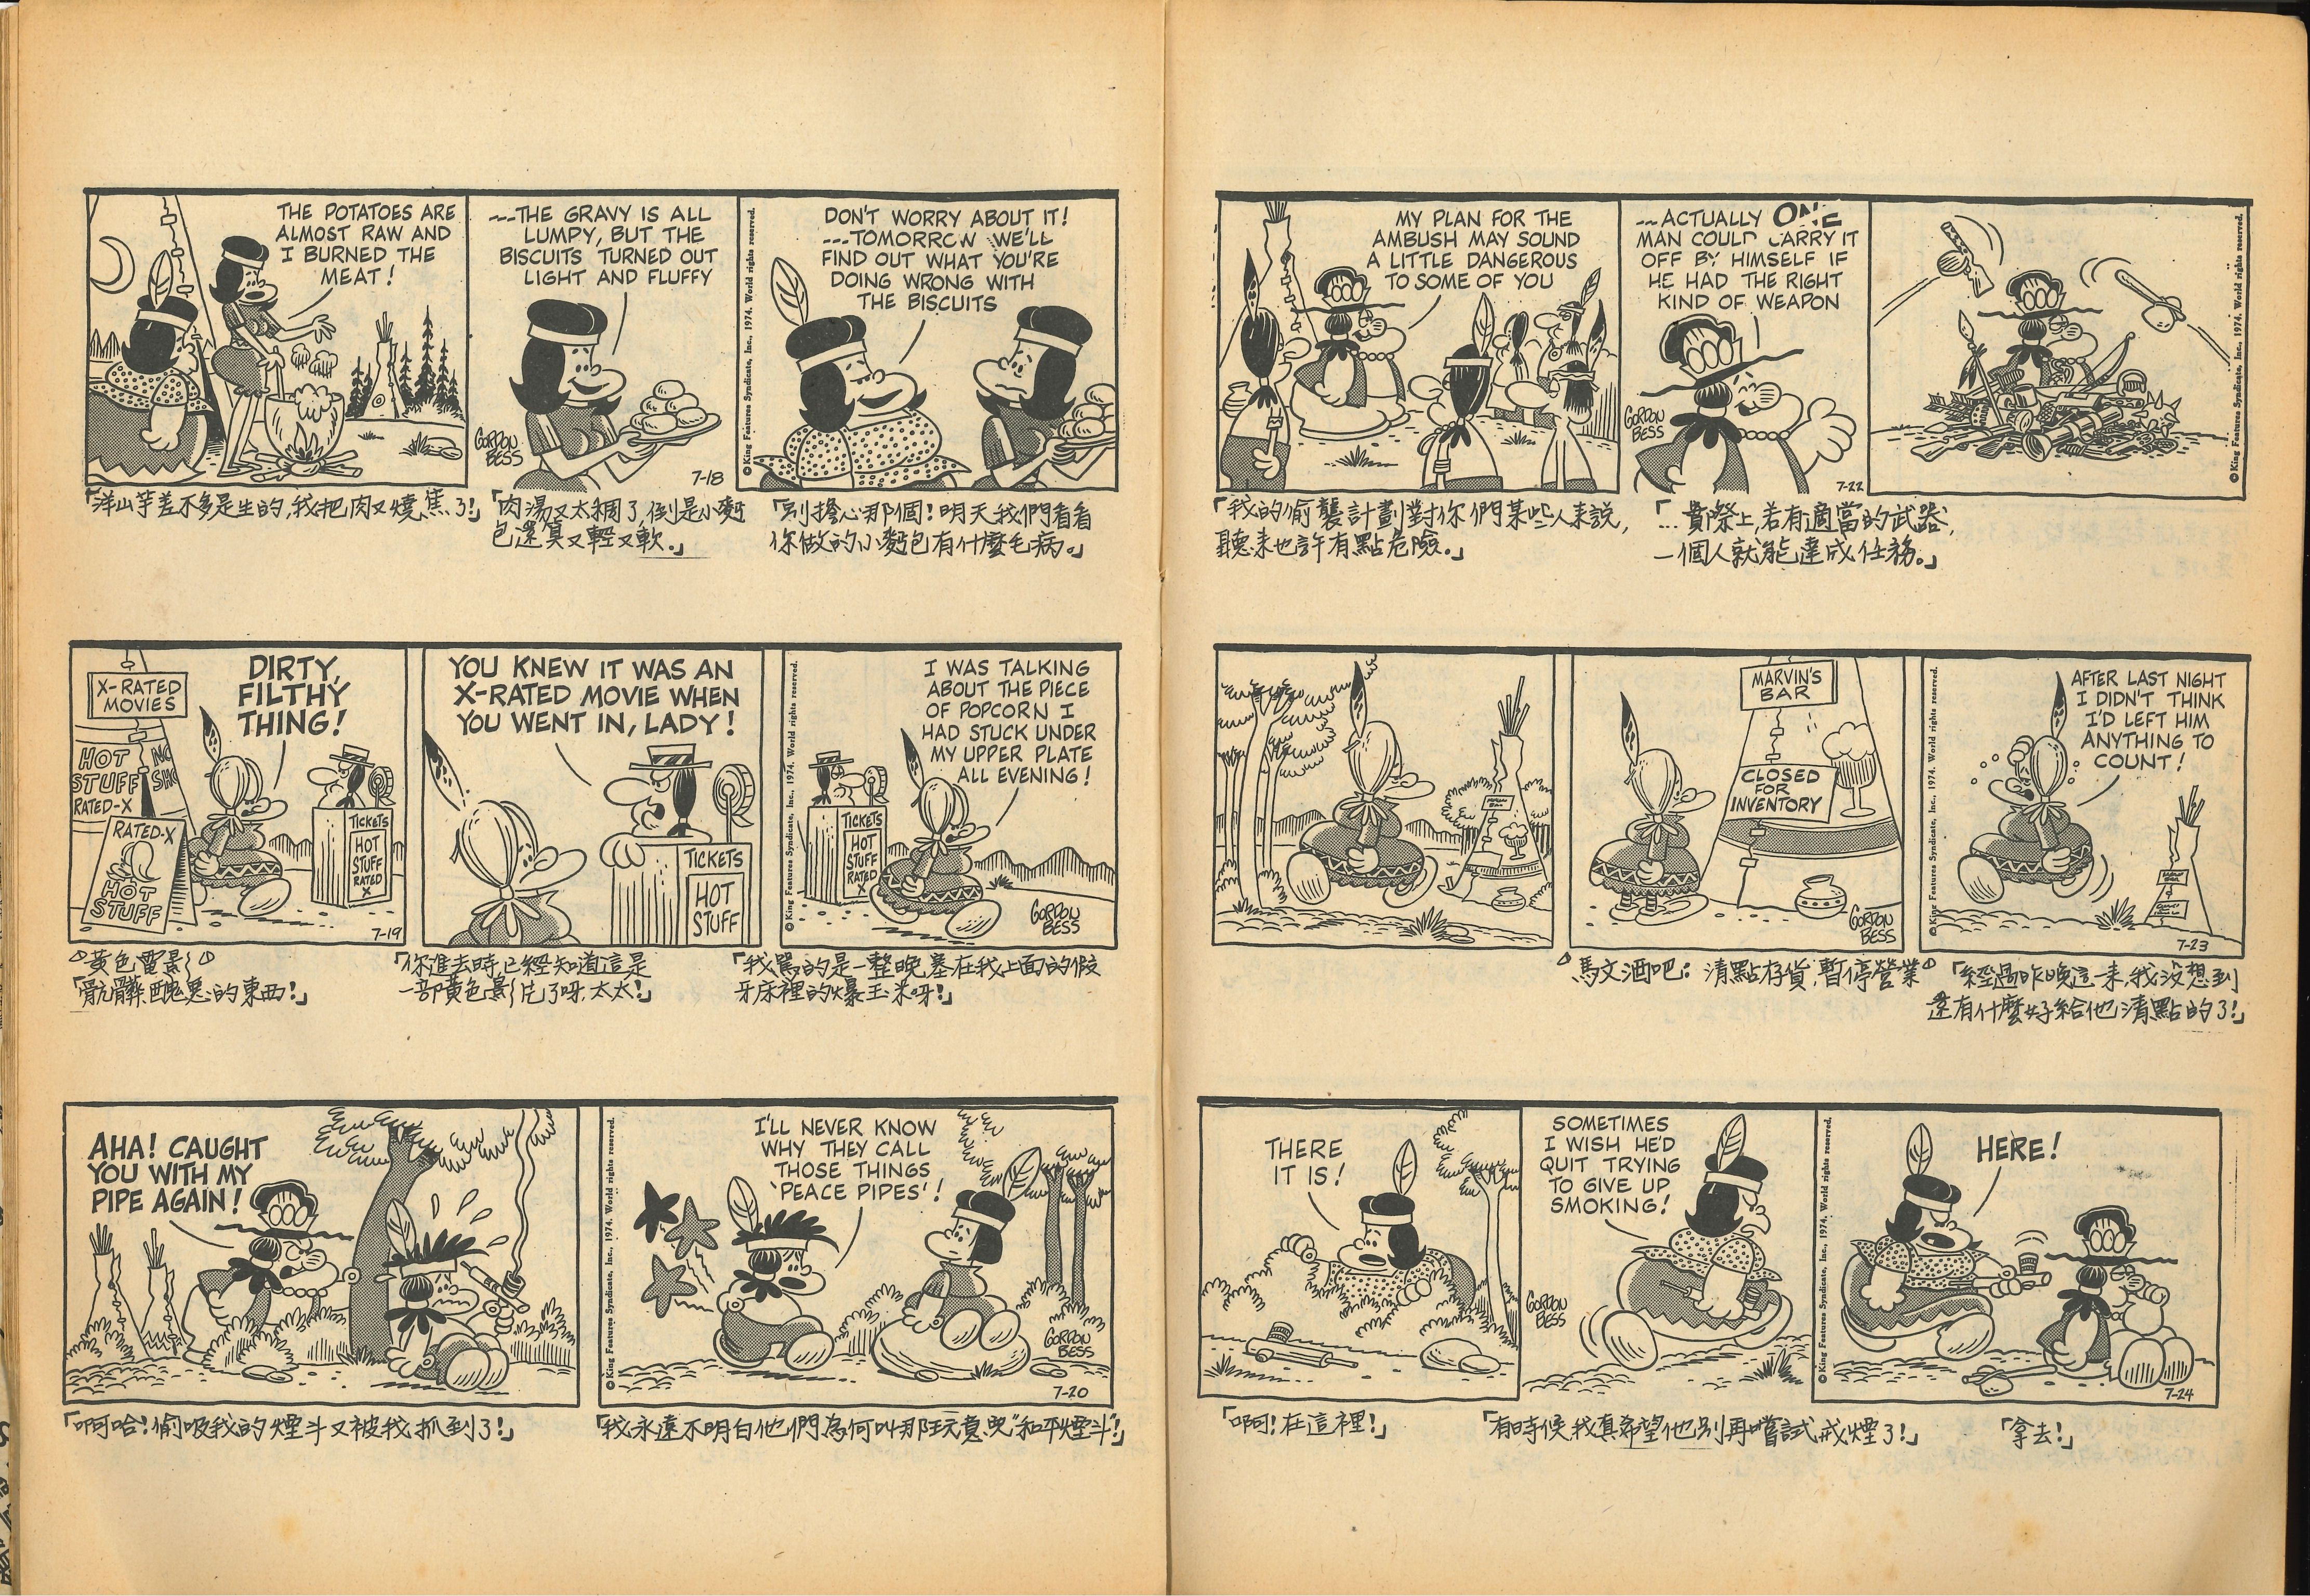 THE POTATOES ARE
ALMOST RAW AND
I BURNED THE
MEAT!
---THE GRAVY IS ALL
LUMPY, BUT THE
BISCUITS TURNED OUT
LIGHT AND FLUFFY
GORDON
BESS
7-18
© King Features Syndicate, Inc., 1974. World rights reserved.
DON'T WORRY ABOUT IT!
---TOMORROW WE'LL
FIND OUT WHAT YOU'RE
DOING WRONG WITH
THE BISCUITS
「洋山芋差不多是生的,我把肉又燒焦了!」
「肉湯又太稠了,倒是小麵
包還真又輕又軟。」
「別擔心那個!明天我們看看
你做的小麵包有什麼毛病。」
X-RATED
MOVIES
HOT
STUFF
RATED-X
RATED-X
HOT
STUFF
DIRTY,
FILTHY
THING!
TICKETS
HOT
STUFF
RATED
X
7-19
YOU KNEW IT WAS AN
X-RATED MOVIE WHEN
YOU WENT IN, LADY!
TICKETS
HOT
STUFF
© King Features Syndicate, Inc., 1974. World rights reserved.
I WAS TALKING
ABOUT THE PIECE
OF POPCORN I
HAD STUCK UNDER
MY UPPER PLATE
ALL EVENING!
TICKETS
HOT
STUFF
RATED
X
GORDON
BESS
黃色電影
「骯髒醜惡的東西!」
「你進去時,已經知道這是
一部黃色影片了呀,太太!」
「我罵的是一整晚塞在我上面的假
牙床裡的爆玉米呀!」
AHA! CAUGHT
YOU WITH MY
PIPE AGAIN!
© King Features Syndicate, Inc., 1974. World rights reserved.
I'LL NEVER KNOW
WHY THEY CALL
THOSE THINGS
'PEACE PIPES'!
GORDON
BESS
7-20
「啊哈!偷吸我的煙斗又被我抓到了!」
「我永遠不明白他們為何叫那玩意兒"和平煙斗"!」
MY PLAN FOR THE
AMBUSH MAY SOUND
A LITTLE DANGEROUS
TO SOME OF YOU
---ACTUALLY ONE
MAN COULD CARRY IT
OFF BY HIMSELF IF
HE HAD THE RIGHT
KIND OF WEAPON
GORDON
BESS
7-22
© King Features Syndicate, Inc., 1974. World rights reserved.
「我的偷襲計劃對你們某些人來說,
聽來也許有點危險。」
「…實際上,若有適當的武器,
一個人就能達成任務。」
MARVIN'S
BAR
CLOSED
FOR
INVENTORY
GORDON
BESS
© King Features Syndicate, Inc., 1974. World rights reserved.
AFTER LAST NIGHT
I DIDN'T THINK
I'D LEFT HIM
ANYTHING TO
COUNT!
7-23
馬文酒吧:清點存貨,暫停營業
「經過昨晚這一來,我沒想到
還有什麼好給他清點的了!」
THERE
IT IS!
SOMETIMES
I WISH HE'D
QUIT TRYING
TO GIVE UP
SMOKING!
GORDON
BESS
© King Features Syndicate, Inc., 1974. World rights reserved.
HERE!
7-24
「啊!在這裡!」
「有時候我真希望他別再嚐試戒煙了!」
「拿去!」